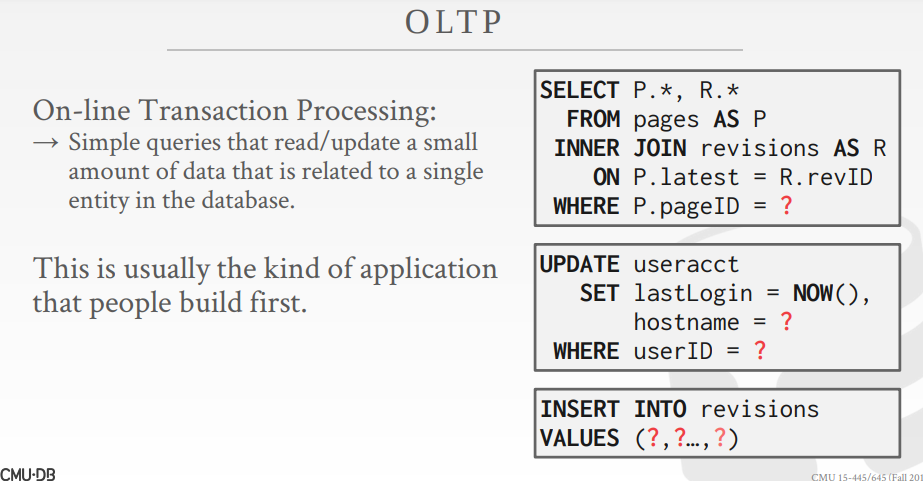 OLTP
On-line Transaction Processing:
→ Simple queries that read/update a small
amount of data that is related to a single
entity in the database.
This is usually the kind of application
that people build first.
SELECT P.*, R.*
FROM pages AS P
INNER JOIN revisions AS R
ON P.latest = R.revID
WHERE P.pageID = ?
UPDATE useracct
SET lastLogin = NOW(),
hostname = ?
WHERE userID = ?
INSERT INTO revisions
VALUES (?,?…,?)
CMU·DB
CMU 15-445/645 (Fall 201